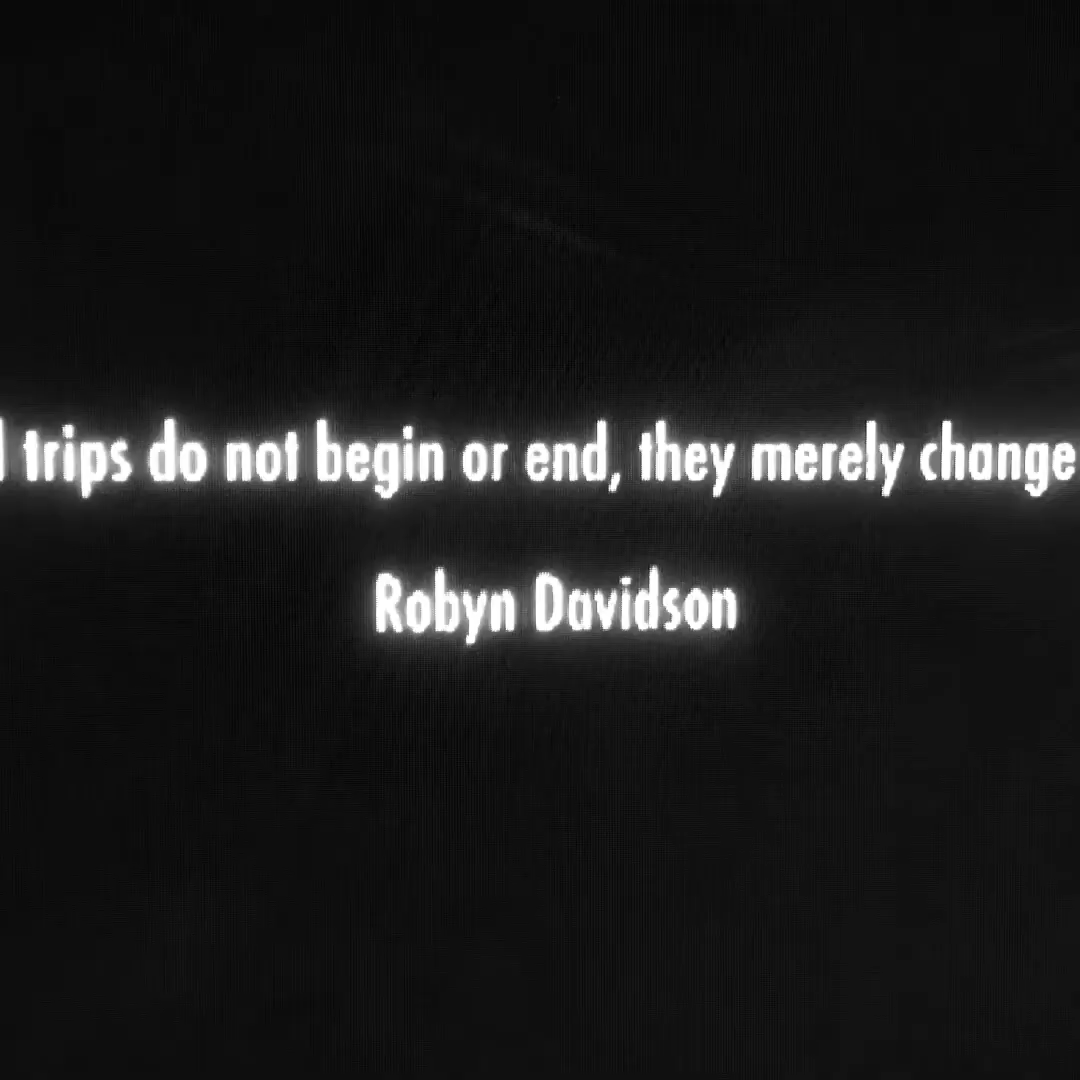 trips do not begin or end, they merely change
Robyn Davidson